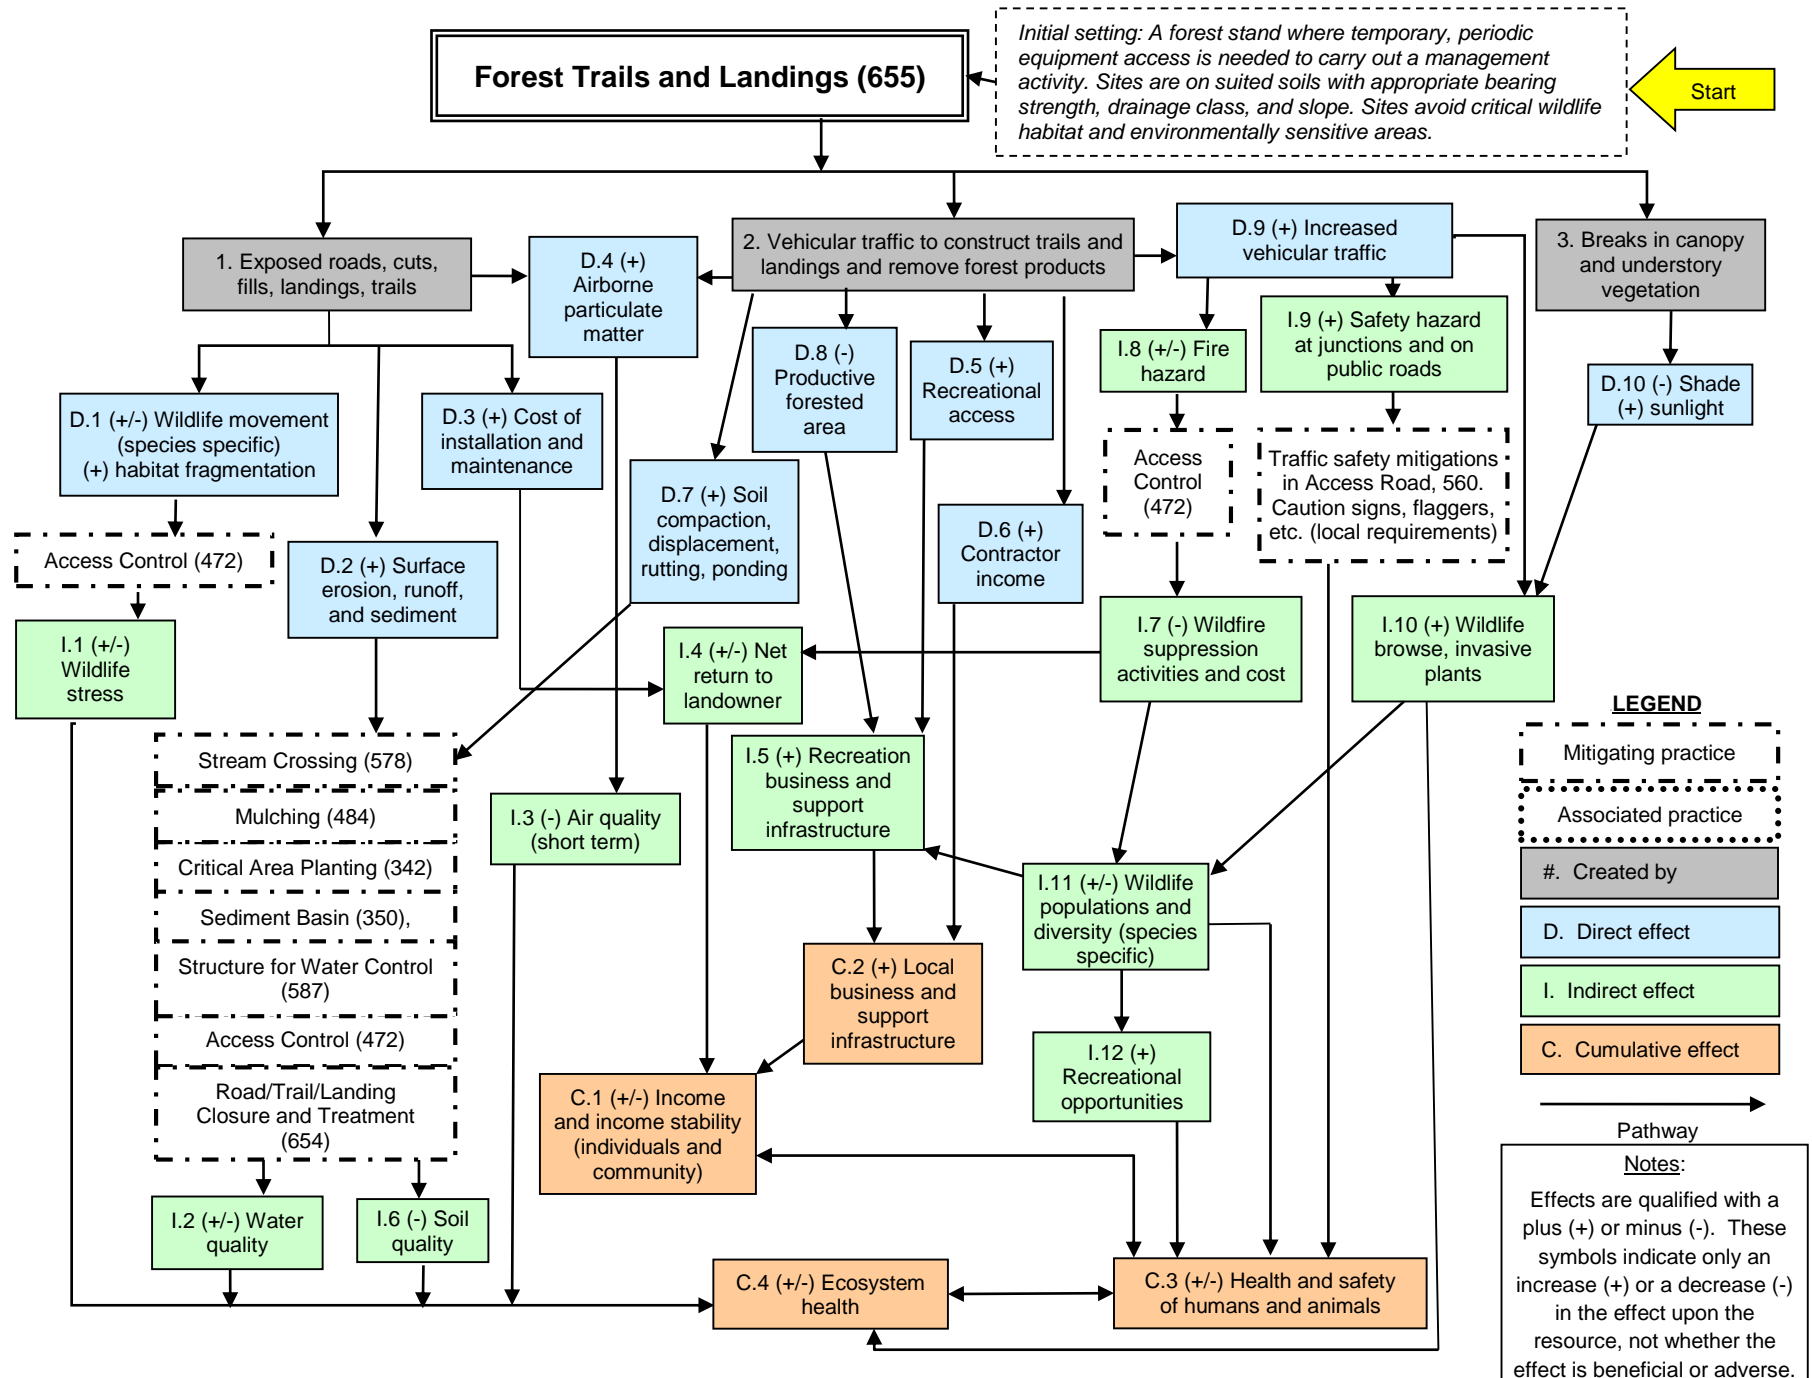 Forest Trails and Landings (655)
Initial setting: A forest stand where temporary, periodic
equipment access is needed to carry out a management
activity. Sites are on suited soils with appropriate bearing
strength, drainage class, and slope. Sites avoid critical wildlife
habitat and environmentally sensitive areas.
Start
1. Exposed roads, cuts,
fills, landings, trails
D.4 (+)
Airborne
particulate
matter
2. Vehicular traffic to construct trails and
landings and remove forest products
D.9 (+) Increased
vehicular traffic
3. Breaks in canopy
and understory
vegetation
D.1 (+/-) Wildlife movement
(species specific)
(+) habitat fragmentation
D.3 (+) Cost of
installation and
maintenance
D.8 (-)
Productive
forested
area
D.5 (+)
Recreational
access
I.8 (+/-) Fire
hazard
I.9 (+) Safety hazard
at junctions and on
public roads
D.10 (-) Shade
(+) sunlight
Access Control (472)
D.2 (+) Surface
erosion, runoff,
and sediment
D.7 (+) Soil
compaction,
displacement,
rutting, ponding
D.6 (+)
Contractor
income
Access
Control
(472)
Traffic safety mitigations
in Access Road, 560.
Caution signs, flaggers,
etc. (local requirements)
I.1 (+/-)
Wildlife
stress
I.4 (+/-) Net
return to
landowner
I.7 (-) Wildfire
suppression
activities and cost
I.10 (+) Wildlife
browse, invasive
plants
Stream Crossing (578)
Mulching (484)
Critical Area Planting (342)
Sediment Basin (350),
Structure for Water Control
(587)
Access Control (472)
Road/Trail/Landing
Closure and Treatment
(654)
I.3 (-) Air quality
(short term)
I.5 (+) Recreation
business and
support
infrastructure
I.11 (+/-) Wildlife
populations and
diversity (species
specific)
C.2 (+) Local
business and
support
infrastructure
I.12 (+)
Recreational
opportunities
C.1 (+/-) Income
and income stability
(individuals and
community)
I.2 (+/-) Water
quality
I.6 (-) Soil
quality
C.4 (+/-) Ecosystem
health
C.3 (+/-) Health and safety
of humans and animals
LEGEND
Mitigating practice
Associated practice
#. Created by
D. Direct effect
I. Indirect effect
C. Cumulative effect
Pathway
Notes:
Effects are qualified with a
plus (+) or minus (-). These
symbols indicate only an
increase (+) or a decrease (-)
in the effect upon the
resource, not whether the
effect is beneficial or adverse.